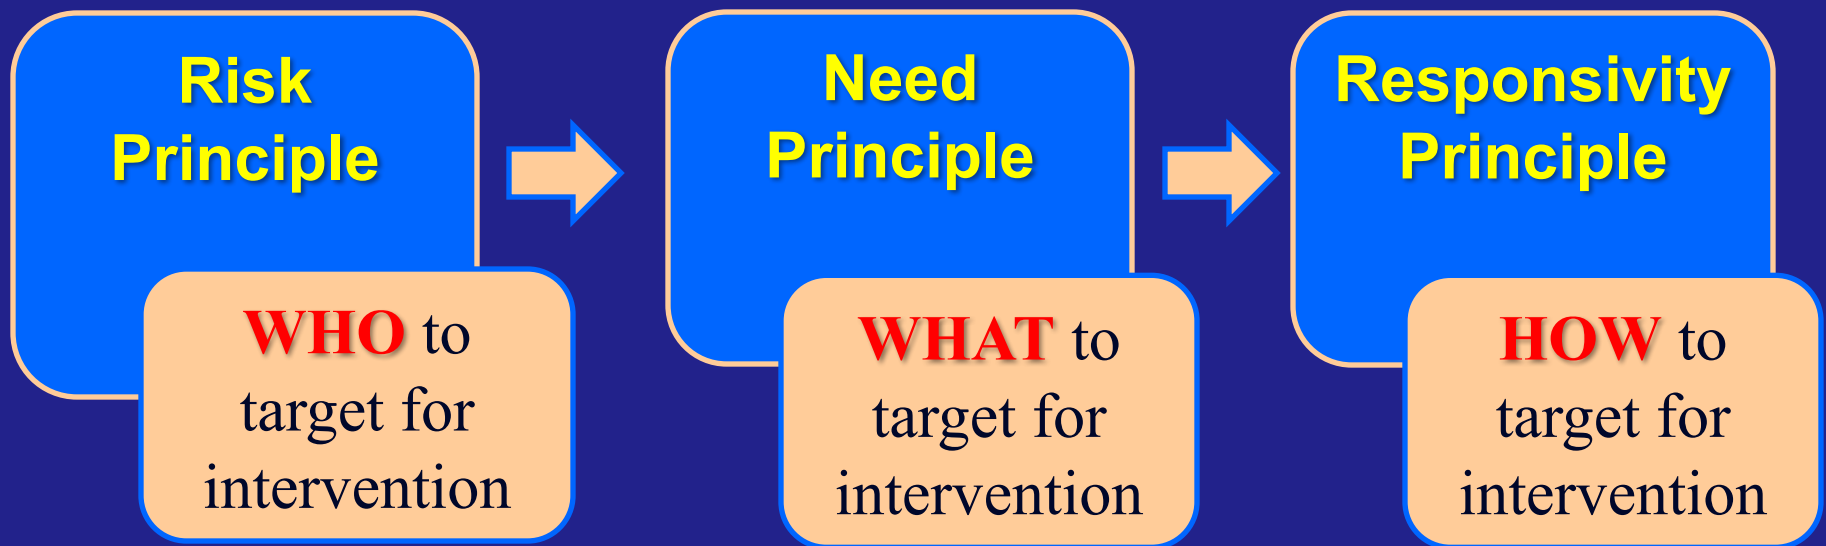 Risk
Principle
WHO to
target for
intervention
Need
Principle
WHAT to
target for
intervention
Responsivity
Principle
HOW to
target for
intervention